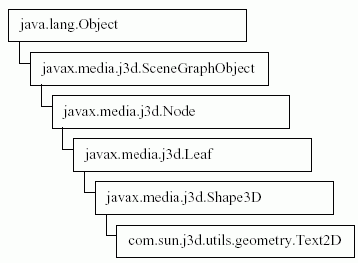 java.lang.Object
javax.media.j3d.SceneGraphObject
javax.media.j3d.Node
javax.media.j3d.Leaf
javax.media.j3d.Shape3D
com.sun.j3d.utils.geometry.Text2D